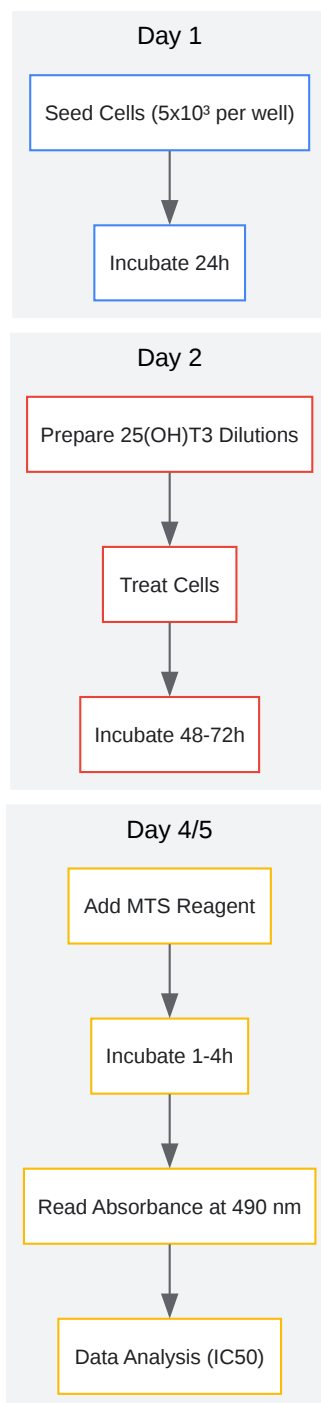 Day 1
Seed Cells (5x10³ per well)
Incubate 24h
Day 2
Prepare 25(OH)T3 Dilutions
Treat Cells
Incubate 48-72h
Day 4/5
Add MTS Reagent
Incubate 1-4h
Read Absorbance at 490 nm
Data Analysis (IC50)